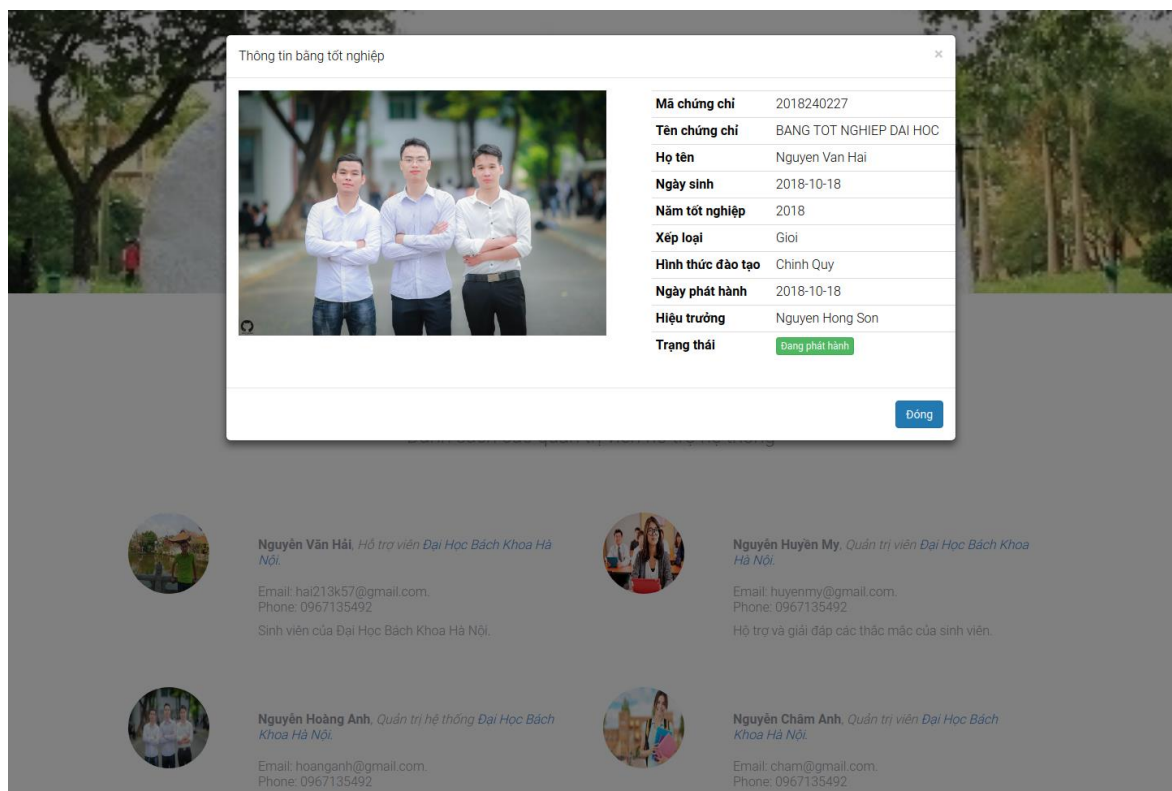 Thông tin bằng tốt nghiệp
×
Mã chứng chỉ 2018240227
Tên chứng chỉ BANG TOT NGHIEP DAI HOC
Họ tên Nguyen Van Hai
Ngày sinh 2018-10-18
Năm tốt nghiệp 2018
Xếp loại Gioi
Hình thức đào tạo Chinh Quy
Ngày phát hành 2018-10-18
Hiệu trưởng Nguyen Hong Son
Trạng thái Đang phát hành
Đóng
Nguyễn Văn Hải, Hỗ trợ viên Đại Học Bách Khoa Hà
Nội.
Email: hai213k57@gmail.com.
Phone: 0967135492
Sinh viên của Đại Học Bách Khoa Hà Nội.
Nguyễn Huyền My, Quản trị viên Đại Học Bách Khoa
Hà Nội.
Email: huyenmy@gmail.com.
Phone: 0967135492
Hỗ trợ và giải đáp các thắc mắc của sinh viên.
Nguyễn Hoàng Anh, Quản trị hệ thống Đại Học Bách
Khoa Hà Nội.
Email: hoanganh@gmail.com.
Phone: 0967135492
Nguyễn Châm Anh, Quản trị viên Đại Học Bách
Khoa Hà Nội.
Email: cham@gmail.com.
Phone: 0967135492